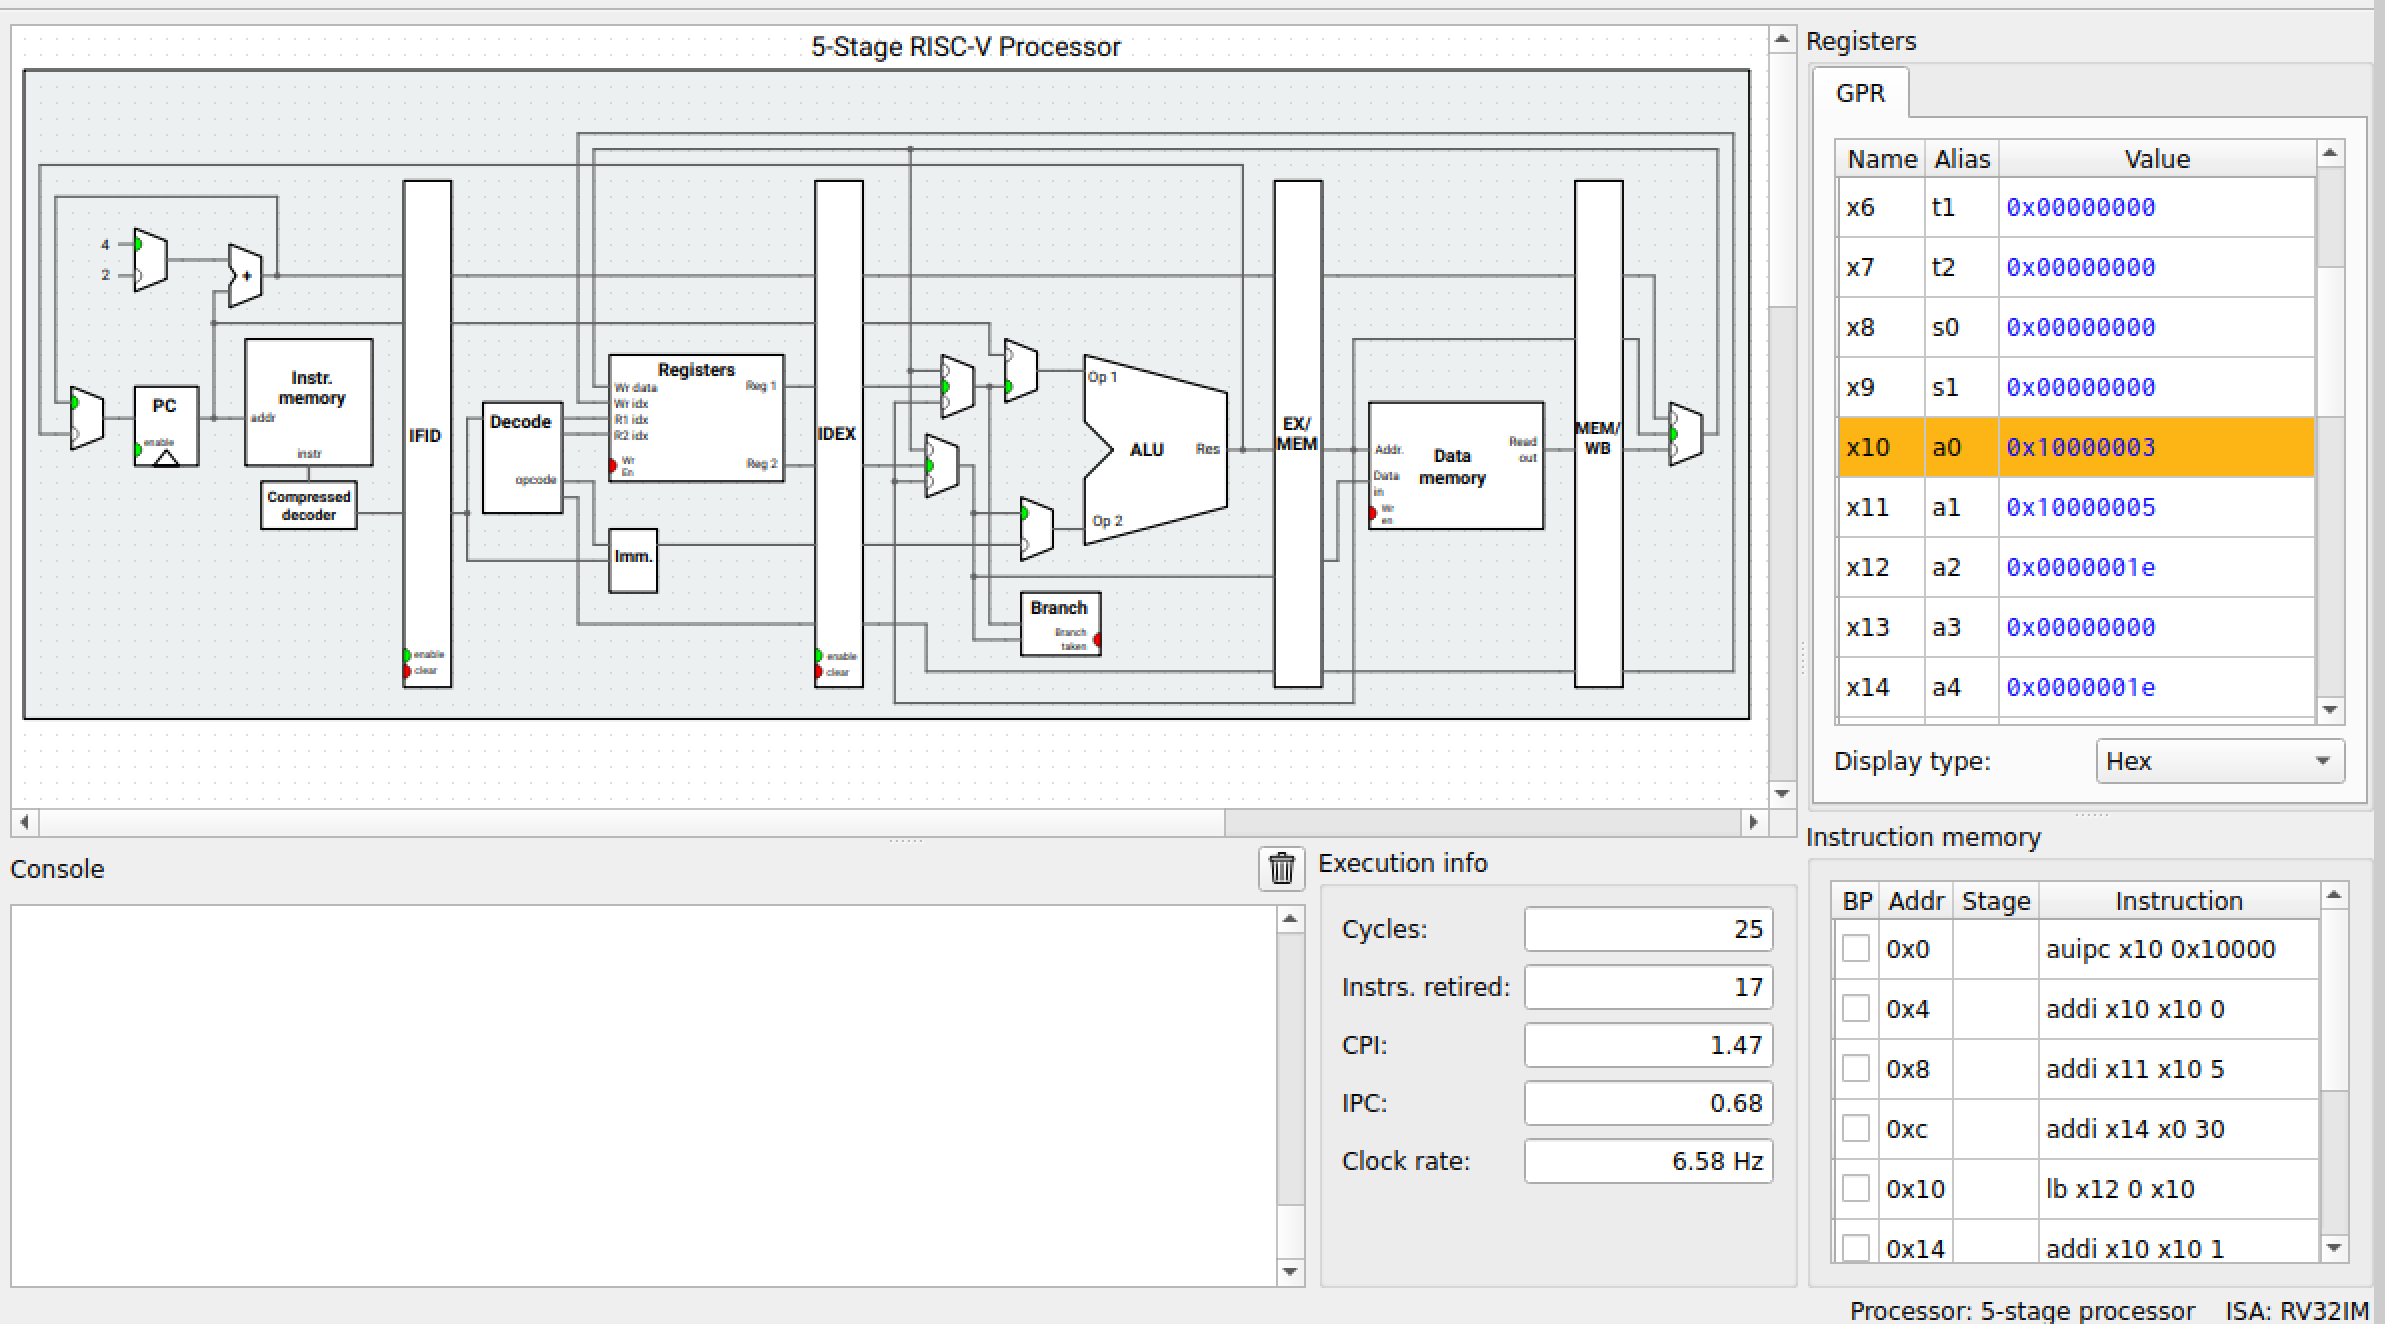 5-Stage RISC-V Processor
4
2
+
PC
enable
Instr.
memory
addr
instr
Compressed
decoder
IFID
enable
clear
Decode
opcode
Registers
Wr data
Wr idx
R1 idx
R2 idx
Wr
En
Reg 1
Reg 2
Imm.
IDEX
enable
clear
Op 1
ALU
Res
Op 2
Branch
Branch
taken
EX/
MEM
Addr.
Data
in
Wr
en
Data
memory
Read
out
MEM/
WB
Registers
GPR
Name Alias Value
x6 t1 0x00000000
x7 t2 0x00000000
x8 s0 0x00000000
x9 s1 0x00000000
x10 a0 0x10000003
x11 a1 0x10000005
x12 a2 0x0000001e
x13 a3 0x00000000
x14 a4 0x0000001e
Display type: Hex
Console
Execution info
Cycles: 25
Instrs. retired: 17
CPI: 1.47
IPC: 0.68
Clock rate: 6.58 Hz
Instruction memory
BP Addr Stage Instruction
0x0 auipc x10 0x10000
0x4 addi x10 x10 0
0x8 addi x11 x10 5
0xc addi x14 x0 30
0x10 lb x12 0 x10
0x14 addi x10 x10 1
Processor: 5-stage processor ISA: RV32IM